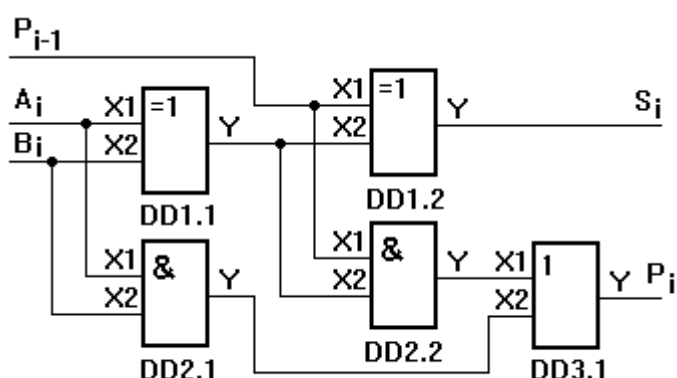 Pi-1
Ai X1 =1 Y X1 =1 Y Si
Bi X2 X2
DD1.1 DD1.2
X1 & Y X1 & Y X1 1 Y Pi
X2 X2 X2
DD2.1 DD2.2 DD3.1